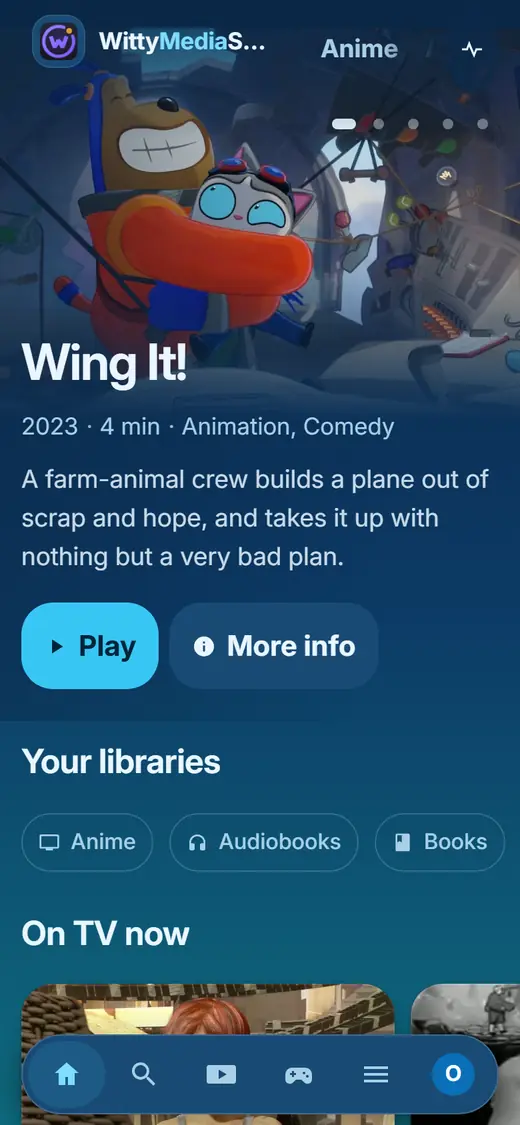 WittyMediaS...
Anime
Wing It!
2023 · 4 min · Animation, Comedy
A farm-animal crew builds a plane out of
scrap and hope, and takes it up with
nothing but a very bad plan.
Play
More info
Your libraries
Anime
Audiobooks
Books
On TV now
O